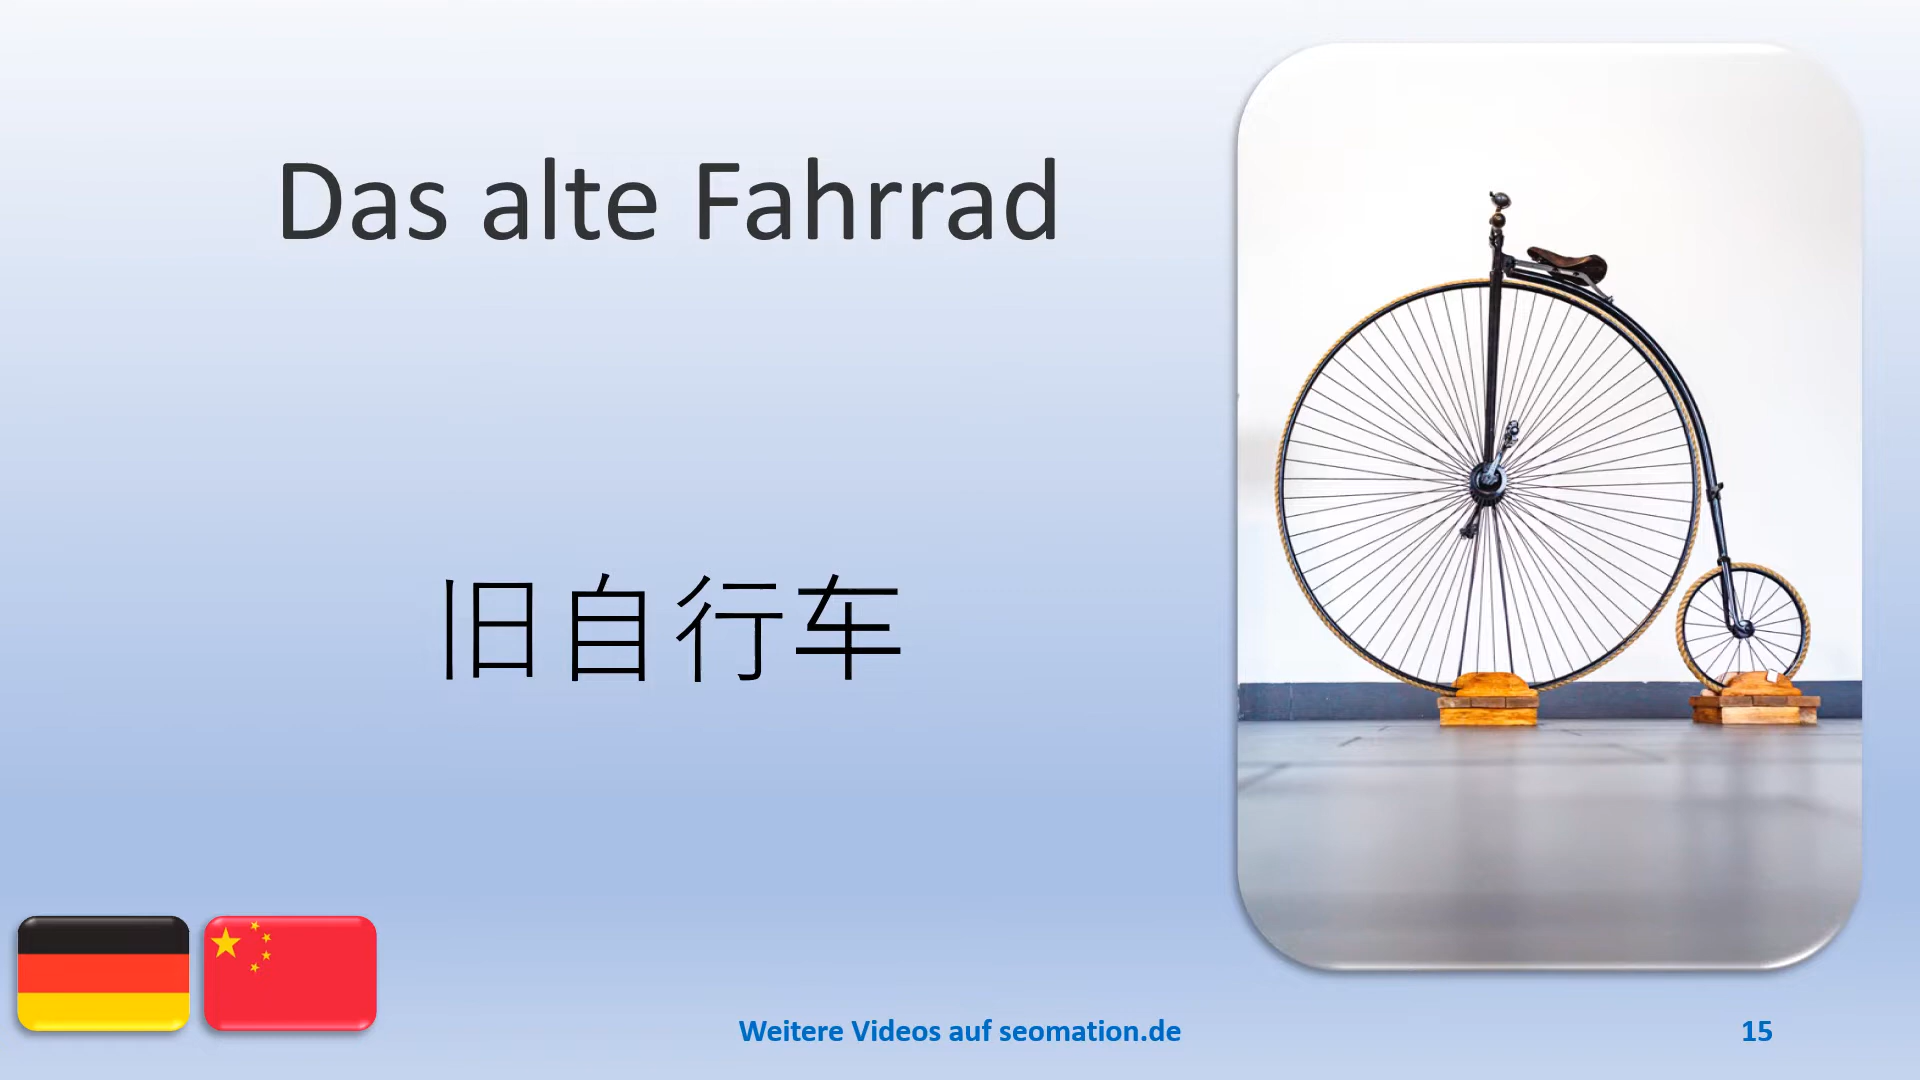 Das alte Fahrrad
旧自行车
Weitere Videos auf seomation.de
15